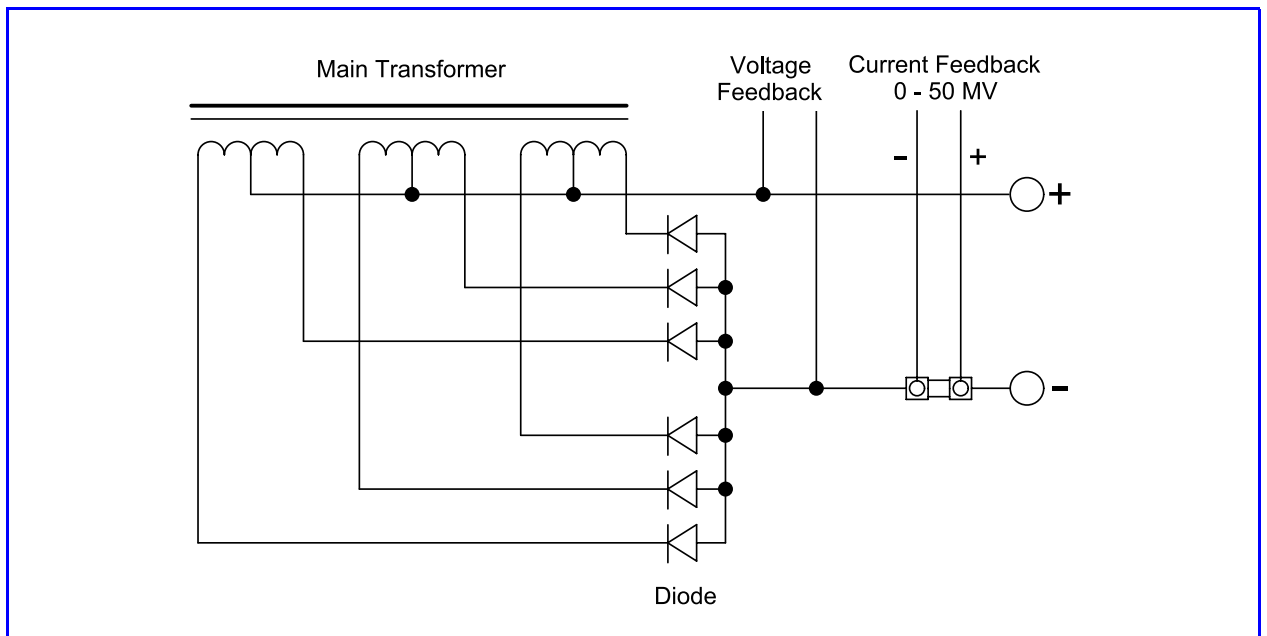 Main Transformer
Voltage
Feedback
Current Feedback
0 - 50 MV
- +
+
-
Diode